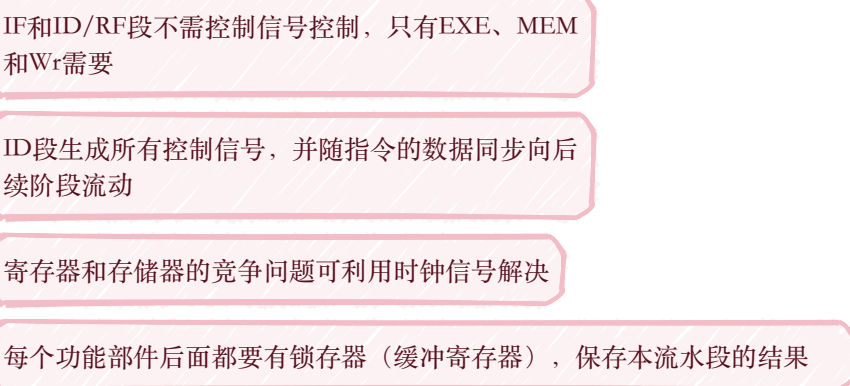 IF和ID/RF段不需控制信号控制，只有EXE、MEM
和Wr需要
ID段生成所有控制信号，并随指令的数据同步向后
续阶段流动
寄存器和存储器的竞争问题可利用时钟信号解决
每个功能部件后面都要有锁存器（缓冲寄存器），保存本流水段的结果